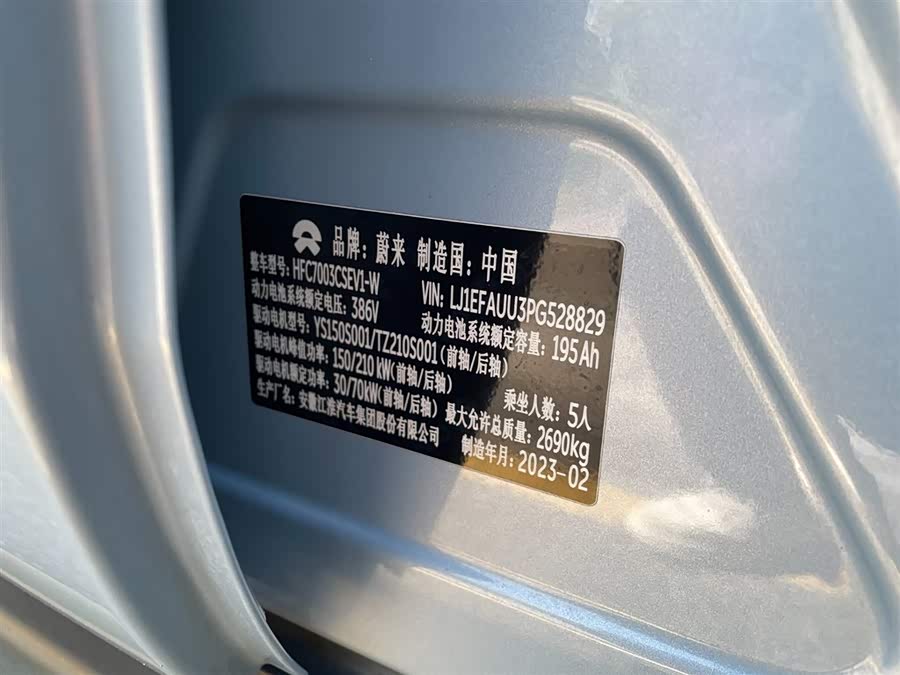 品牌：蔚来 制造国：中国
整车型号：HFC7003CSEV1-W VIN: LJ1EFAUU3PG528829
动力电池系统额定电压：386V 动力电池系统额定容量：195Ah
驱动电机型号：YS150S001/TZ210S001(前轴/后轴)
驱动电机峰值功率：150/210kW(前轴/后轴) 乘坐人数：5人
驱动电机额定功率：30/70kW(前轴/后轴) 最大允许总质量：2690kg
生产厂名：安徽江淮汽车集团股份有限公司 制造年月：2023-02